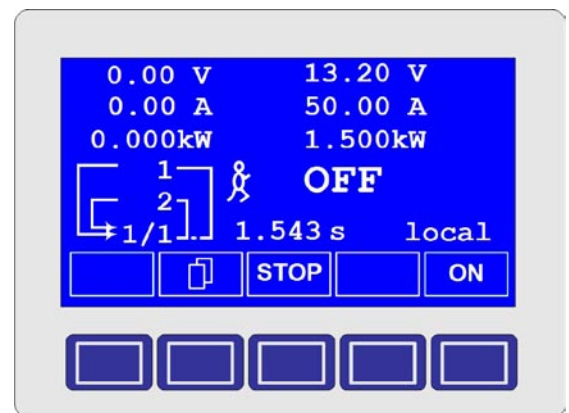 0.00 V 13.20 V
0.00 A 50.00 A
0.000kW 1.500kW
1 OFF
2
1/1 1.543 s local
STOP ON